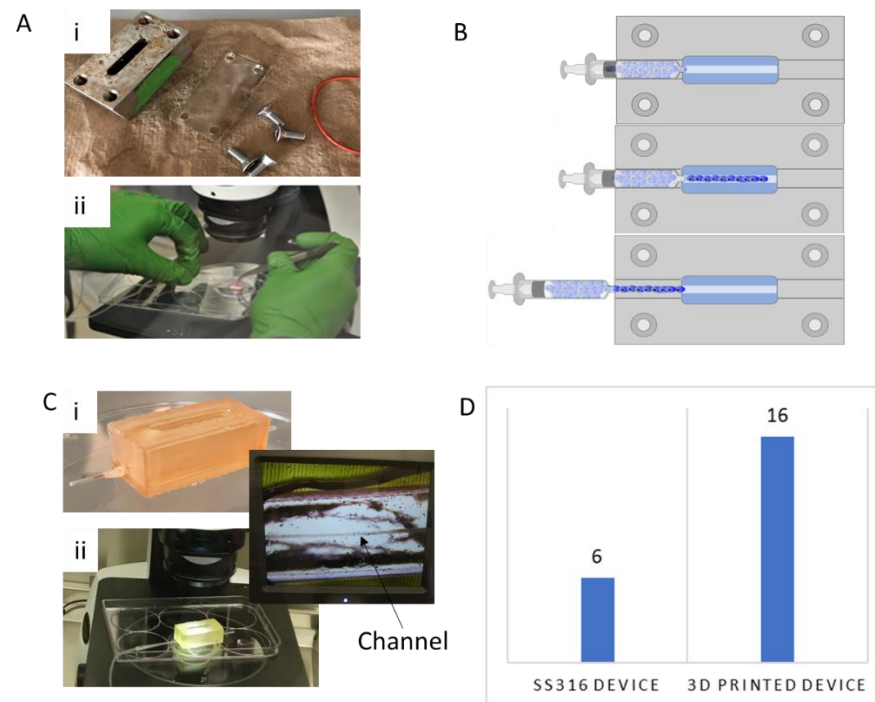 A
i
ii
B
C
i
ii
Channel
D
6
16
SS316 DEVICE
3D PRINTED DEVICE